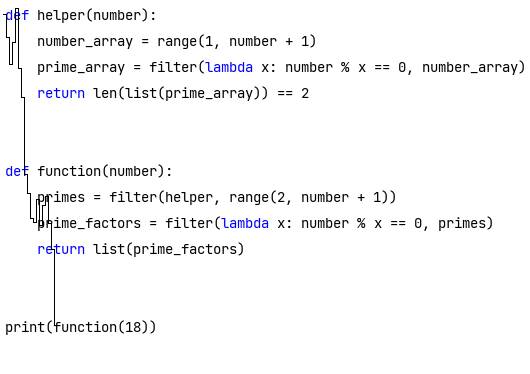 def helper(number):
    number_array = range(1, number + 1)
    prime_array = filter(lambda x: number % x == 0, number_array)
    return len(list(prime_array)) == 2
def function(number):
    primes = filter(helper, range(2, number + 1))
    prime_factors = filter(lambda x: number % x == 0, primes)
    return list(prime_factors)
print(function(18))